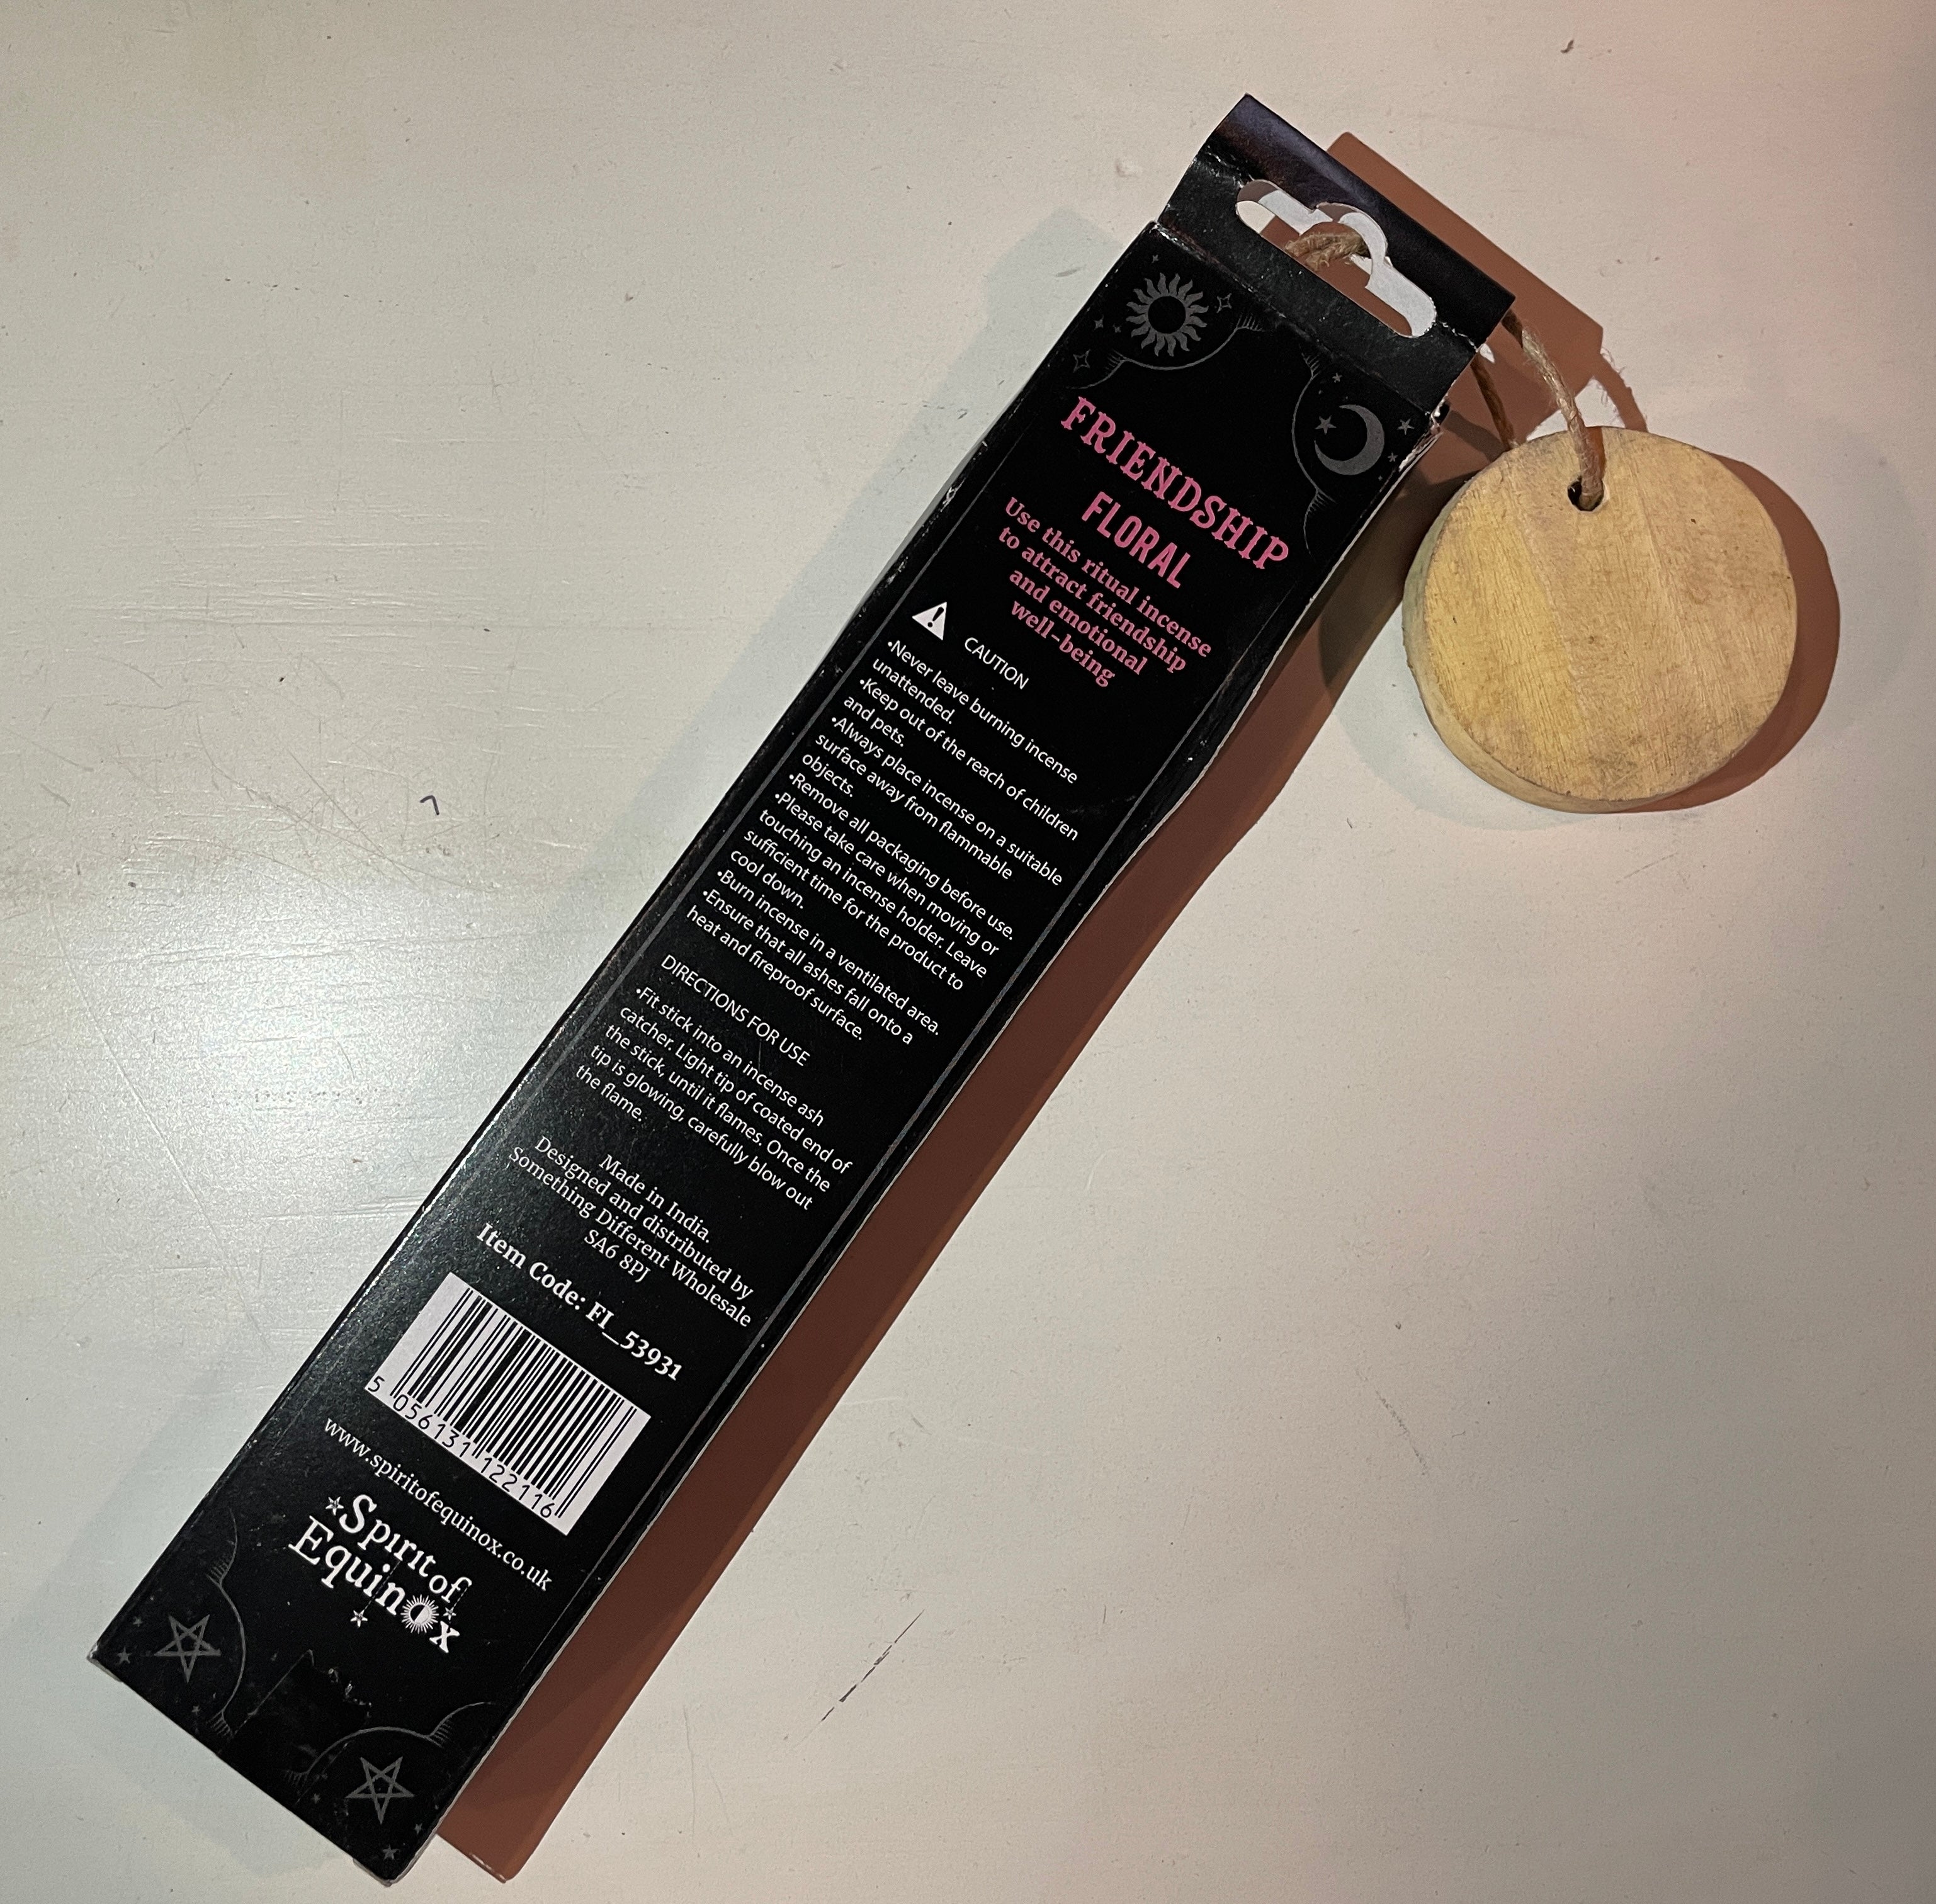 FRIENDSHIP
FLORAL
Use this ritual incense
to attract friendship
and emotional
well-being
CAUTION
•Never leave burning incense
unattended.
•Keep out of the reach of children
and pets.
•Always place incense on a suitable
surface away from flammable
objects.
•Remove all packaging before use.
•Please take care when moving or
touching an incense holder. Leave
sufficient time for the product to
cool down.
•Burn incense in a ventilated area.
•Ensure that all ashes fall onto a
heat and fireproof surface.
DIRECTIONS FOR USE
•Fit stick into an incense ash
catcher. Light tip of coated end of
the stick, until it flames. Once the
tip is glowing, carefully blow out
the flame.
Made in India.
Designed and distributed by
Something Different Wholesale
SA6 8PJ
Item Code: FI_53931
5 056131 122116
www.spiritofequinox.co.uk
Spirit of
Equinox